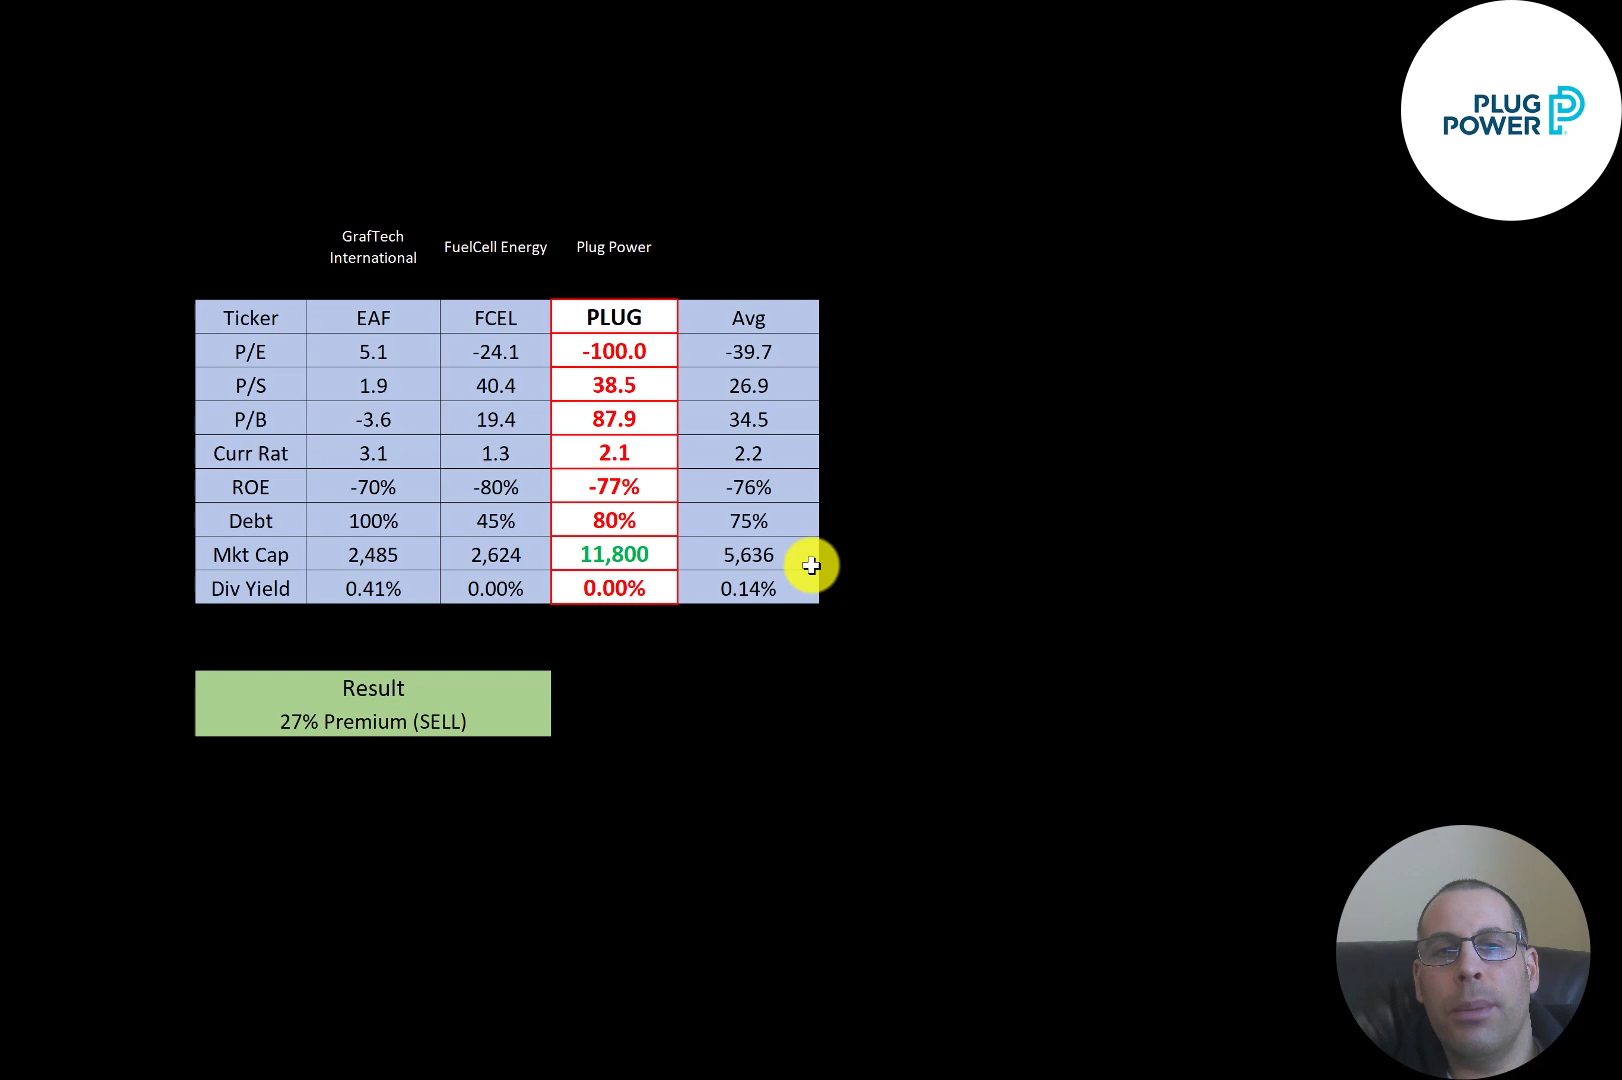 PLUG
POWER
GrafTech
International
FuelCell Energy
Plug Power
Ticker EAF FCEL PLUG Avg
P/E 5.1 -24.1 -100.0 -39.7
P/S 1.9 40.4 38.5 26.9
P/B -3.6 19.4 87.9 34.5
Curr Rat 3.1 1.3 2.1 2.2
ROE -70% -80% -77% -76%
Debt 100% 45% 80% 75%
Mkt Cap 2,485 2,624 11,800 5,636
Div Yield 0.41% 0.00% 0.00% 0.14%
Result
27% Premium (SELL)